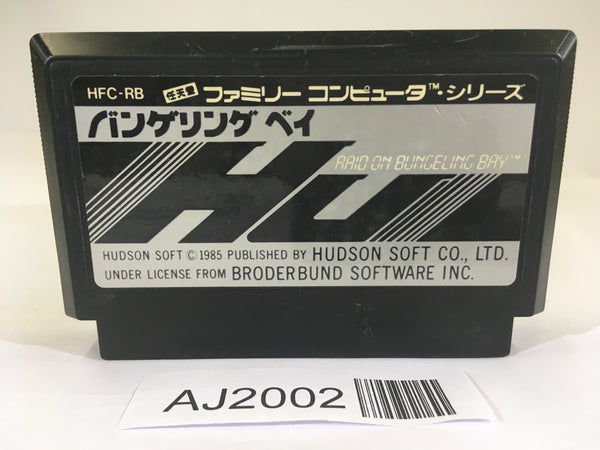 HFC-RB 任天堂 ファミリー コンピュータ™・シリーズ
バンゲリング ベイ
RAID ON BUNGELING BAY™
HU
HUDSON SOFT ©1985 PUBLISHED BY HUDSON SOFT CO., LTD.
UNDER LICENSE FROM BRODERBUND SOFTWARE INC.
AJ2002